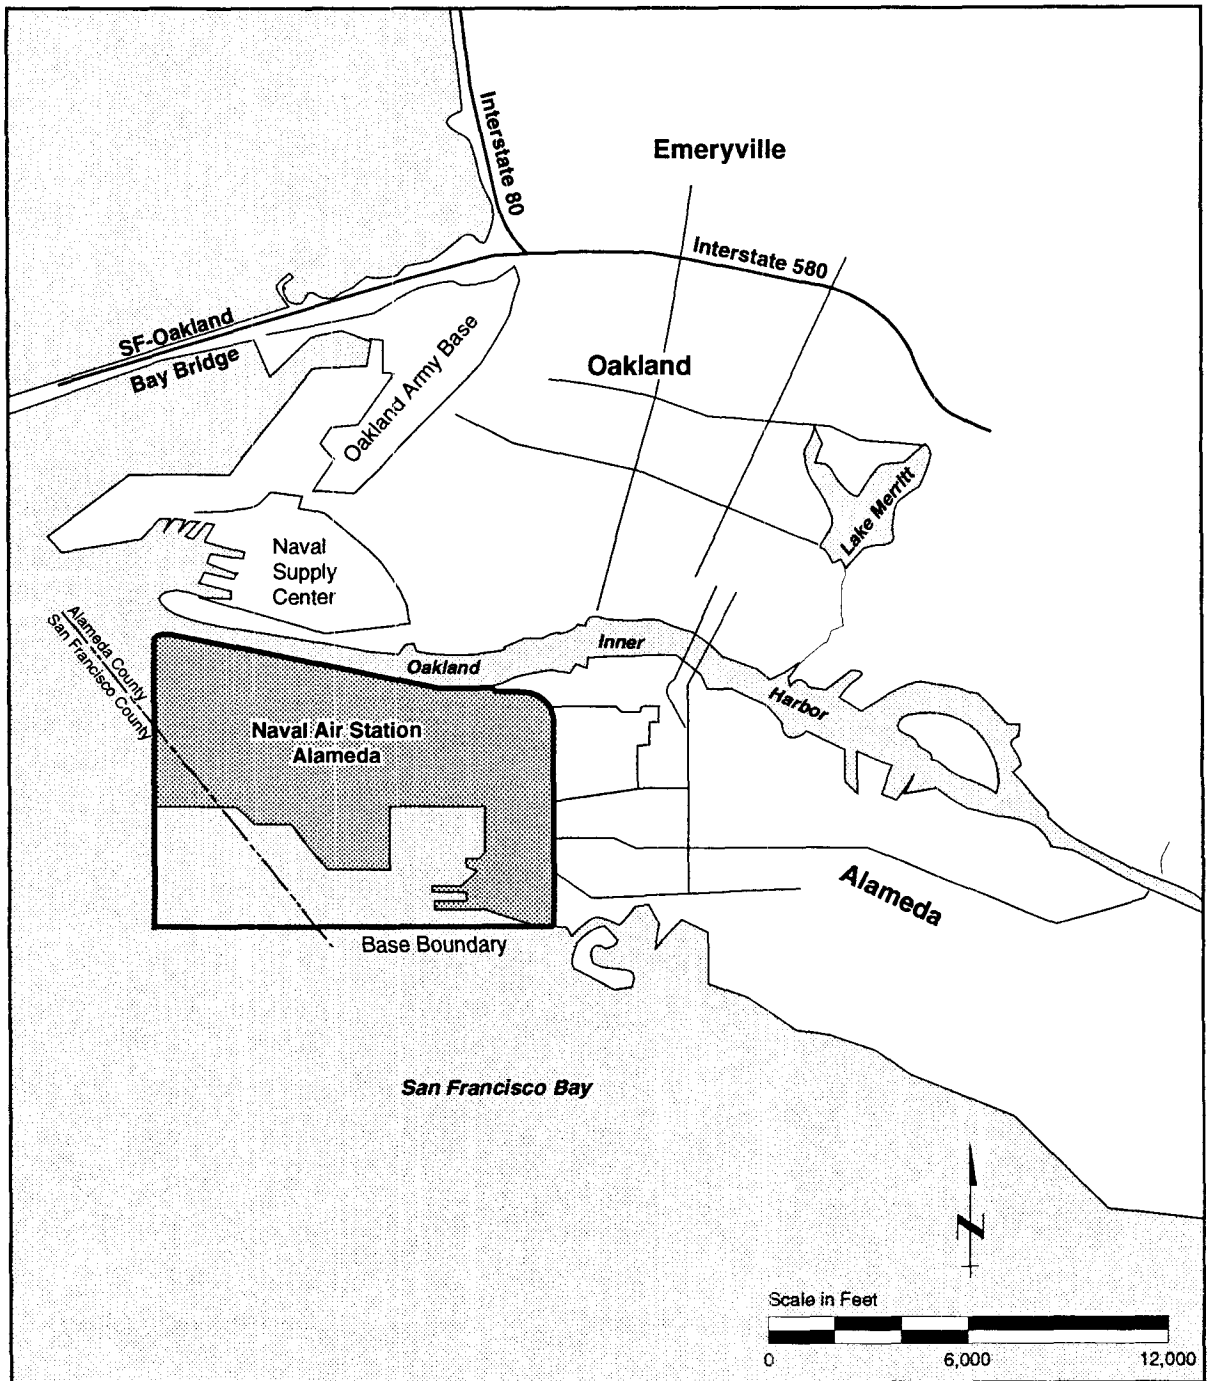 Interstate 80
Emeryville
Interstate 580
SF-Oakland
Bay Bridge
Oakland Army Base
Oakland
Lake Merritt
Naval
Supply
Center
Alameda County
San Francisco County
Oakland
Inner
Harbor
Naval Air Station
Alameda
Alameda
Base Boundary
San Francisco Bay
N
Scale in Feet
0 6,000 12,000